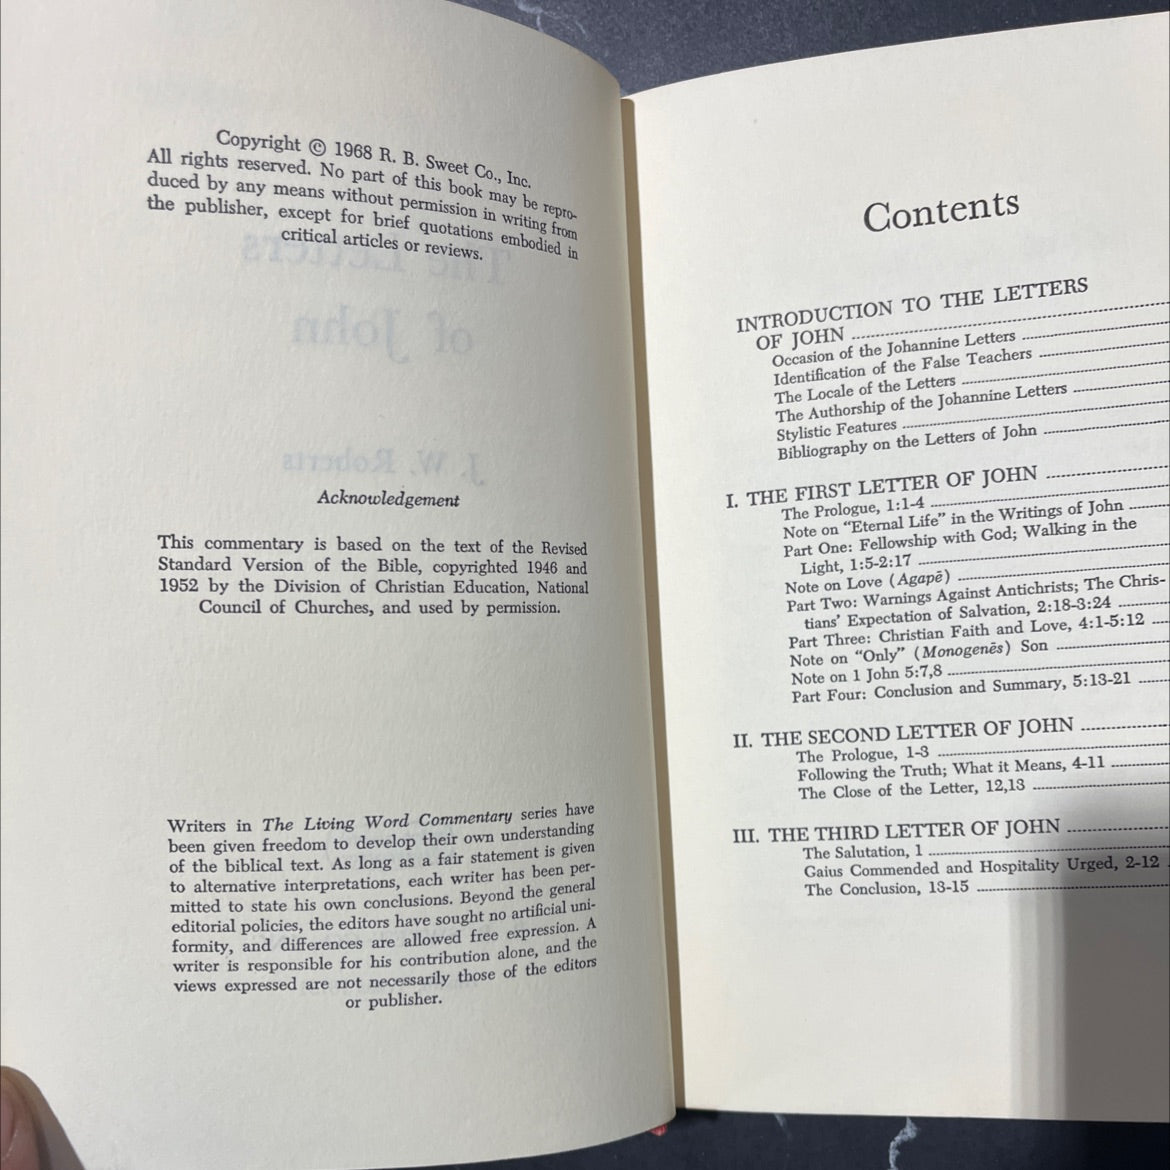 Copyright © 1968 R. B. Sweet Co., Inc.
All rights reserved. No part of this book may be repro-
duced by any means without permission in writing from
the publisher, except for brief quotations embodied in
critical articles or reviews.
The Letters
of John
J. W. Roberts
Acknowledgement
This commentary is based on the text of the Revised
Standard Version of the Bible, copyrighted 1946 and
1952 by the Division of Christian Education, National
Council of Churches, and used by permission.
Writers in The Living Word Commentary series have
been given freedom to develop their own understanding
of the biblical text. As long as a fair statement is given
to alternative interpretations, each writer has been per-
mitted to state his own conclusions. Beyond the general
editorial policies, the editors have sought no artificial uni-
formity, and differences are allowed free expression. A
writer is responsible for his contribution alone, and the
views expressed are not necessarily those of the editors
or publisher.
Contents
INTRODUCTION TO THE LETTERS
OF JOHN
Occasion of the Johannine Letters
Identification of the False Teachers
The Locale of the Letters
The Authorship of the Johannine Letters
Stylistic Features
Bibliography on the Letters of John
I. THE FIRST LETTER OF JOHN
The Prologue, 1:1-4
Note on “Eternal Life” in the Writings of John
Part One: Fellowship with God; Walking in the
Light, 1:5-2:17
Note on Love (Agapē)
Part Two: Warnings Against Antichrists; The Chris-
tians’ Expectation of Salvation, 2:18-3:24
Part Three: Christian Faith and Love, 4:1-5:12
Note on “Only” (Monogenēs) Son
Note on 1 John 5:7,8
Part Four: Conclusion and Summary, 5:13-21
II. THE SECOND LETTER OF JOHN
The Prologue, 1-3
Following the Truth; What it Means, 4-11
The Close of the Letter, 12,13
III. THE THIRD LETTER OF JOHN
The Salutation, 1
Gaius Commended and Hospitality Urged, 2-12
The Conclusion, 13-15